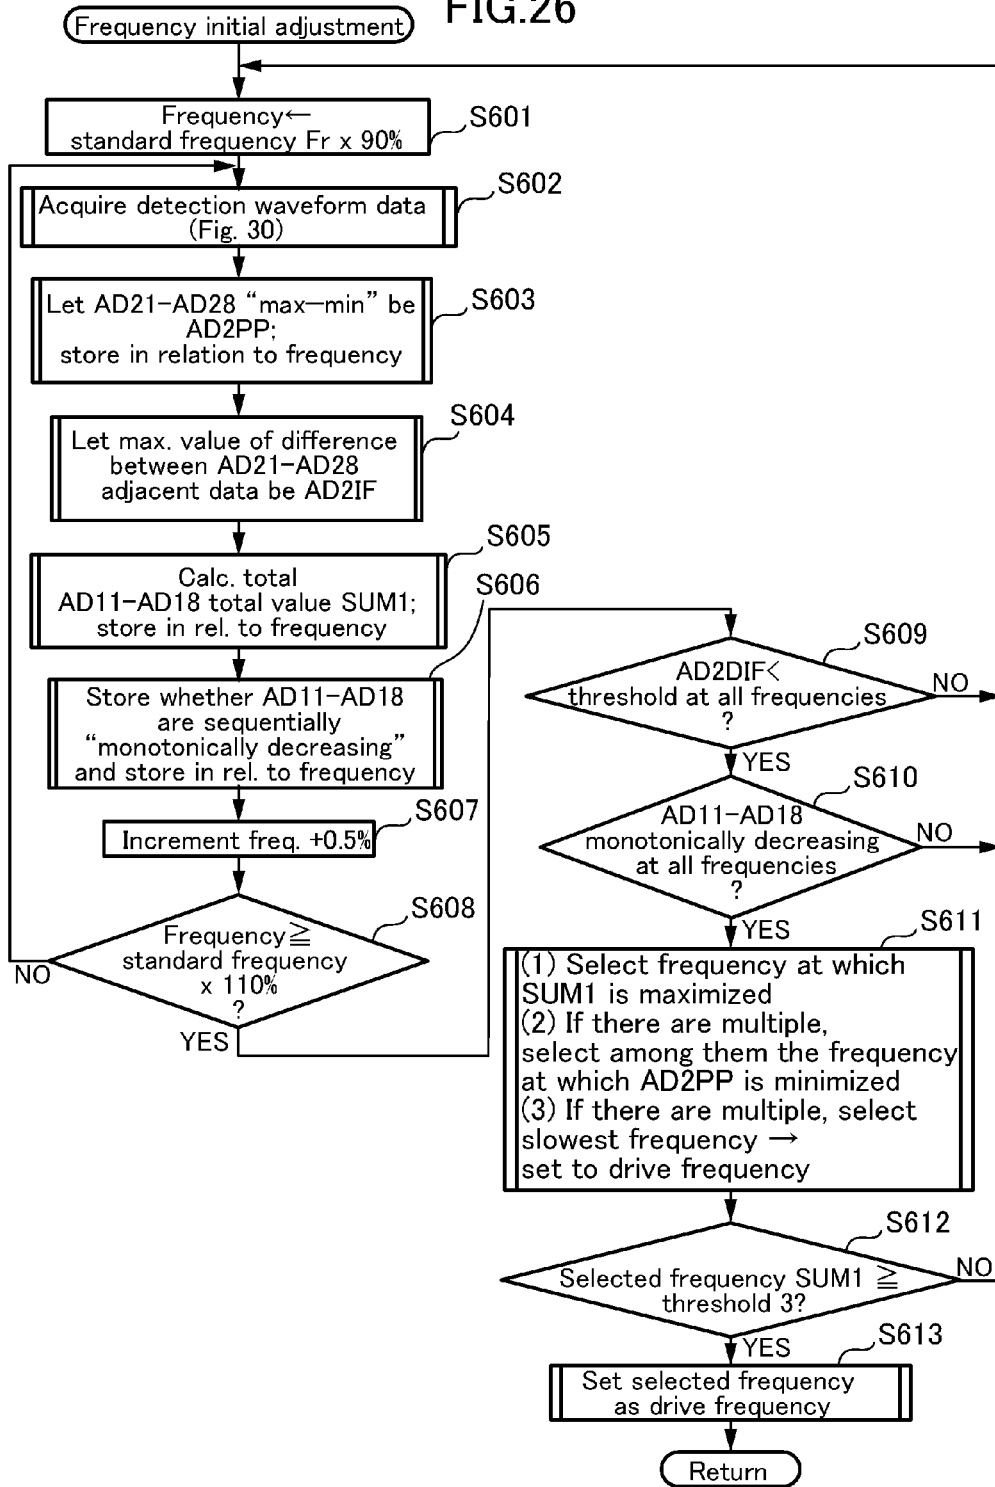 FIG.26
Frequency initial adjustment
Frequency←
standard frequency Fr x 90%
S601
Acquire detection waveform data
(Fig. 30)
S602
Let AD21-AD28 “max-min” be
AD2PP;
store in relation to frequency
S603
Let max. value of difference
between AD21-AD28
adjacent data be AD2IF
S604
Calc. total
AD11-AD18 total value SUM1;
store in rel. to frequency
S605
Store whether AD11-AD18
are sequentially
“monotonically decreasing”
and store in rel. to frequency
S606
Increment freq. +0.5%
S607
Frequency≧
standard frequency
x 110%
?
S608
NO
YES
AD2DIF<
threshold at all frequencies
?
S609
NO
YES
AD11-AD18
monotonically decreasing
at all frequencies
?
S610
NO
YES
(1) Select frequency at which
SUM1 is maximized
(2) If there are multiple,
select among them the frequency
at which AD2PP is minimized
(3) If there are multiple, select
slowest frequency →
set to drive frequency
S611
Selected frequency SUM1 ≧
threshold 3?
S612
NO
YES
Set selected frequency
as drive frequency
S613
Return